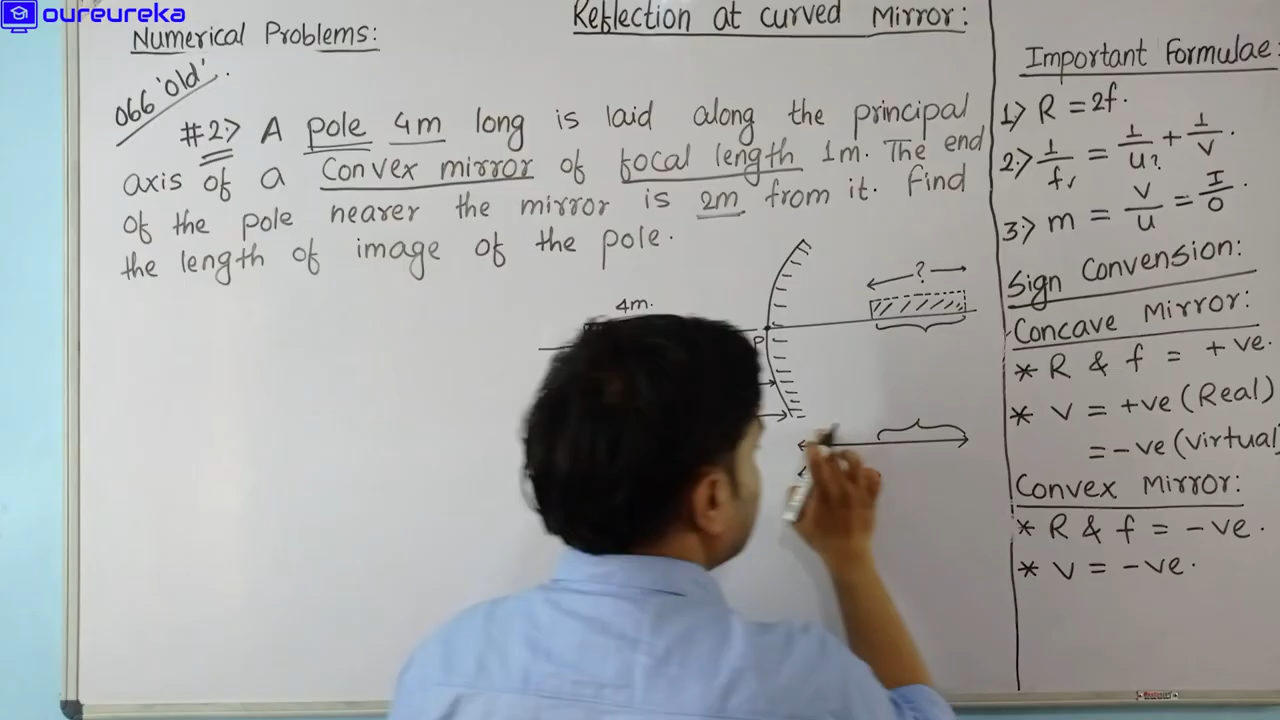 oureureka
Reflection at curved Mirror:
Numerical Problems:
066 'old'.
#2:> A pole 4m long is laid along the principal
axis of a Convex mirror of focal length 1m. The end
of the pole nearer the mirror is 2m from it. Find
the length of image of the pole.
4m.
?
P
Important Formulae:
1:> R = 2f.
2:> 1/f = 1/u + 1/v.
3:> m = v/u = I/O.
Sign Convension:
Concave Mirror:
* R & f = +ve.
* v = +ve (Real)
= -ve (virtual)
Convex Mirror:
* R & f = -ve.
* v = -ve.